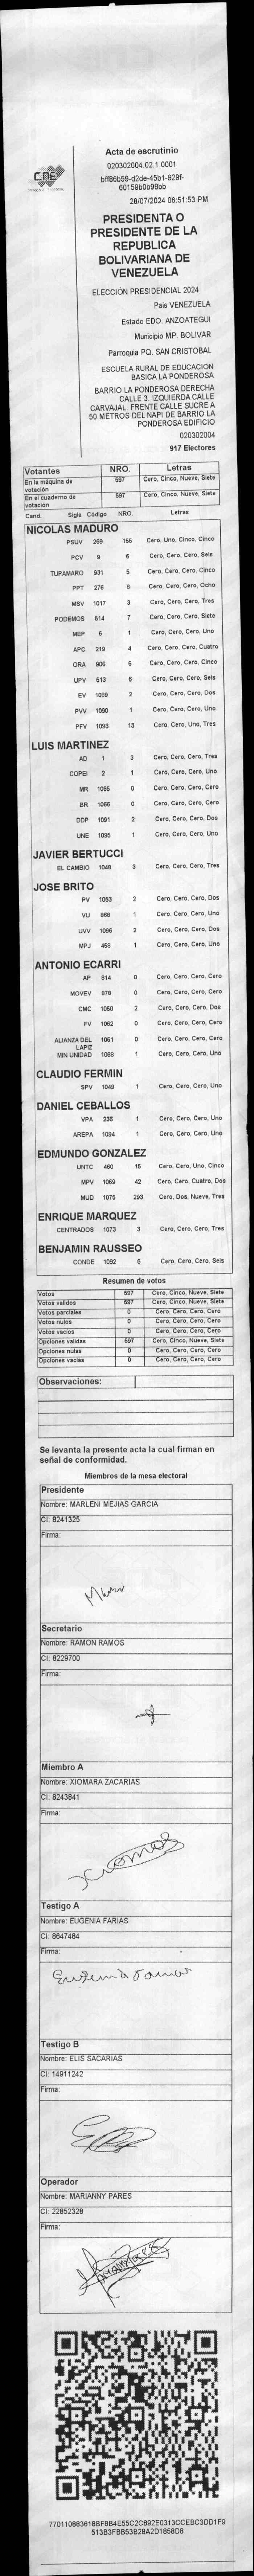 CNE
Acta de escrutinio
020302004.02.1.0001
bff86b59-d2de-45b1-929f-
60159b0b98bb
28/07/2024 06:51:53 PM
PRESIDENTA O
PRESIDENTE DE LA
REPUBLICA
BOLIVARIANA DE
VENEZUELA
ELECCIÓN PRESIDENCIAL 2024
Pais VENEZUELA
Estado EDO. ANZOATEGUI
Municipio MP. BOLIVAR
Parroquia PQ. SAN CRISTOBAL
ESCUELA RURAL DE EDUCACION
BASICA LA PONDEROSA
BARRIO LA PONDEROSA DERECHA
CALLE 3. IZQUIERDA CALLE
CARVAJAL. FRENTE CALLE SUCRE A
50 METROS DEL NAPI DE BARRIO LA
PONDEROSA EDIFICIO
020302004
917 Electores
Votantes NRO. Letras
En la máquina de votación 597 Cero, Cinco, Nueve, Siete
En el cuaderno de votación 597 Cero, Cinco, Nueve, Siete
Cand. Sigla Código NRO. Letras
NICOLAS MADURO
PSUV 269 155 Cero, Uno, Cinco, Cinco
PCV 9 6 Cero, Cero, Cero, Seis
TUPAMARO 931 5 Cero, Cero, Cero, Cinco
PPT 276 8 Cero, Cero, Cero, Ocho
MSV 1017 3 Cero, Cero, Cero, Tres
PODEMOS 514 7 Cero, Cero, Cero, Siete
MEP 6 1 Cero, Cero, Cero, Uno
APC 219 4 Cero, Cero, Cero, Cuatro
ORA 906 5 Cero, Cero, Cero, Cinco
UPV 513 6 Cero, Cero, Cero, Seis
EV 1089 2 Cero, Cero, Cero, Dos
PVV 1090 1 Cero, Cero, Cero, Uno
PFV 1093 13 Cero, Cero, Uno, Tres
LUIS MARTINEZ
AD 1 3 Cero, Cero, Cero, Tres
COPEI 2 1 Cero, Cero, Cero, Uno
MR 1065 0 Cero, Cero, Cero, Cero
BR 1066 0 Cero, Cero, Cero, Cero
DDP 1091 2 Cero, Cero, Cero, Dos
UNE 1095 1 Cero, Cero, Cero, Uno
JAVIER BERTUCCI
EL CAMBIO 1046 3 Cero, Cero, Cero, Tres
JOSE BRITO
PV 1053 2 Cero, Cero, Cero, Dos
VU 968 1 Cero, Cero, Cero, Uno
UVV 1096 2 Cero, Cero, Cero, Dos
MPJ 459 1 Cero, Cero, Cero, Uno
ANTONIO ECARRI
AP 814 0 Cero, Cero, Cero, Cero
MOVEV 878 0 Cero, Cero, Cero, Cero
CMC 1050 2 Cero, Cero, Cero, Dos
FV 1062 0 Cero, Cero, Cero, Cero
ALIANZA DEL LAPIZ 1051 0 Cero, Cero, Cero, Cero
MIN UNIDAD 1068 1 Cero, Cero, Cero, Uno
CLAUDIO FERMIN
SPV 1049 1 Cero, Cero, Cero, Uno
DANIEL CEBALLOS
VPA 236 1 Cero, Cero, Cero, Uno
AREPA 1094 1 Cero, Cero, Cero, Uno
EDMUNDO GONZALEZ
UNTC 460 15 Cero, Cero, Uno, Cinco
MPV 1069 42 Cero, Cero, Cuatro, Dos
MUD 1075 293 Cero, Dos, Nueve, Tres
ENRIQUE MARQUEZ
CENTRADOS 1073 3 Cero, Cero, Cero, Tres
BENJAMIN RAUSSEO
CONDE 1092 6 Cero, Cero, Cero, Seis
Resumen de votos
Votos 597 Cero, Cinco, Nueve, Siete
Votos validos 597 Cero, Cinco, Nueve, Siete
Votos parciales 0 Cero, Cero, Cero, Cero
Votos nulos 0 Cero, Cero, Cero, Cero
Votos vacios 0 Cero, Cero, Cero, Cero
Opciones validas 597 Cero, Cinco, Nueve, Siete
Opciones nulas 0 Cero, Cero, Cero, Cero
Opciones vacias 0 Cero, Cero, Cero, Cero
Observaciones:
Se levanta la presente acta la cual firman en
señal de conformidad.
Miembros de la mesa electoral
Presidente
Nombre: MARLENI MEJIAS GARCIA
CI: 8241325
Firma:
Secretario
Nombre: RAMON RAMOS
CI: 8229700
Firma:
Miembro A
Nombre: XIOMARA ZACARIAS
CI: 8243841
Firma:
Testigo A
Nombre: EUGENIA FARIAS
CI: 8647484
Firma:
Eugenia Farias
Testigo B
Nombre: ELIS SACARIAS
CI: 14911242
Firma:
Operador
Nombre: MARIANNY PARES
CI: 22852328
Firma:
770110883618BF8B4E55C2C892E0313CCEBC3DD1F9
513B3FBB53B28A2D1858D8